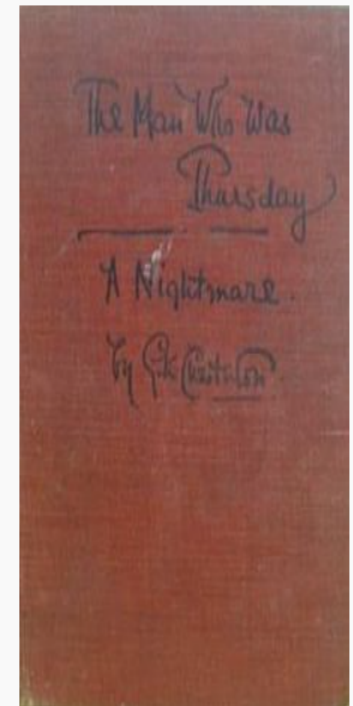 The Man Who Was
Thursday
A Nightmare.
by G.K. Chesterton.